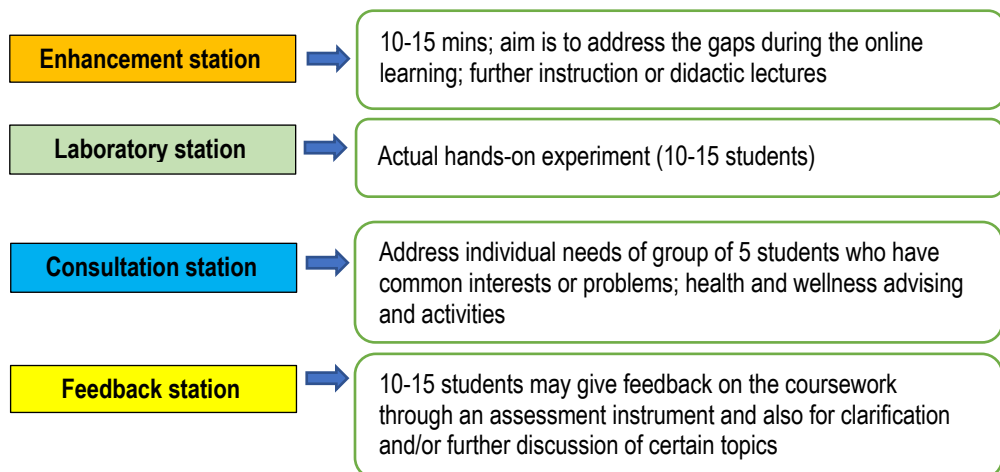 Enhancement station
10-15 mins; aim is to address the gaps during the online
learning; further instruction or didactic lectures
Laboratory station
Actual hands-on experiment (10-15 students)
Consultation station
Address individual needs of group of 5 students who have
common interests or problems; health and wellness advising
and activities
Feedback station
10-15 students may give feedback on the coursework
through an assessment instrument and also for clarification
and/or further discussion of certain topics